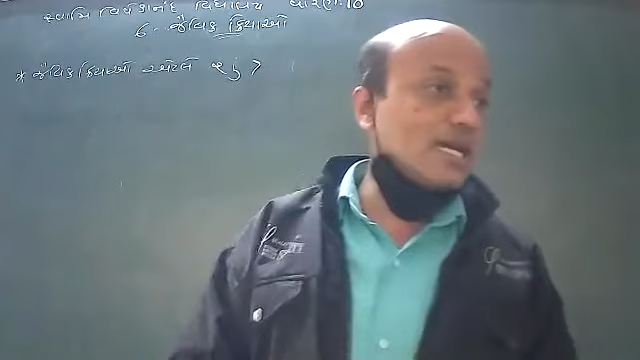 સ્વામિ વિવેકાનંદ વિદ્યાલય ધોરણ:10
6- જૈવિક ક્રિયાઓ
* જૈવિક ક્રિયાઓ એટલે શું ?